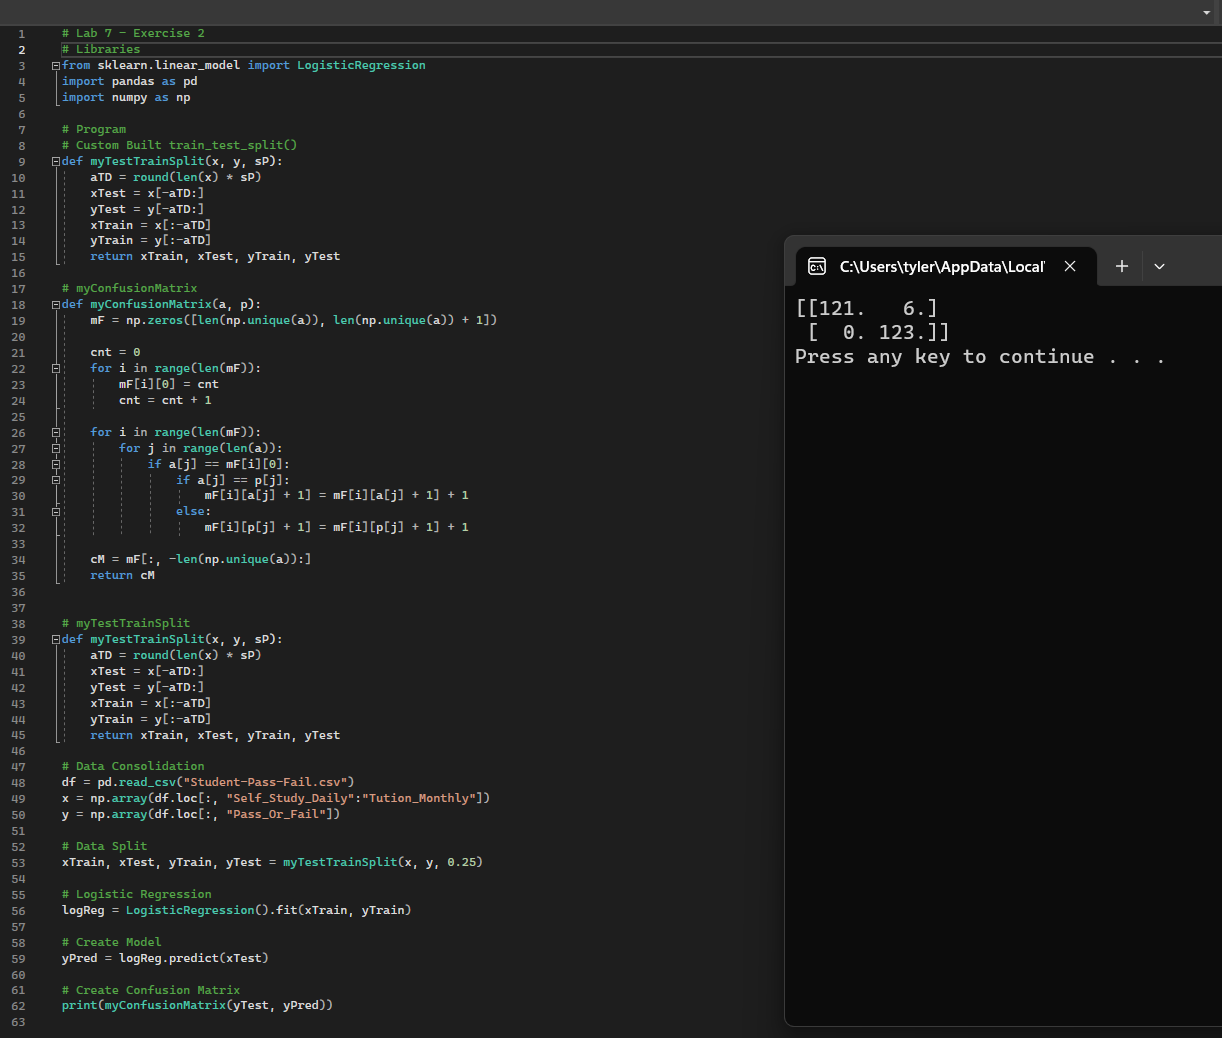 1 # Lab 7 - Exercise 2
2 # Libraries
3 from sklearn.linear_model import LogisticRegression
4 import pandas as pd
5 import numpy as np
6
7 # Program
8 # Custom Built train_test_split()
9 def myTestTrainSplit(x, y, sP):
10     aTD = round(len(x) * sP)
11     xTest = x[-aTD:]
12     yTest = y[-aTD:]
13     xTrain = x[:-aTD]
14     yTrain = y[:-aTD]
15     return xTrain, xTest, yTrain, yTest
16
17 # myConfusionMatrix
18 def myConfusionMatrix(a, p):
19     mF = np.zeros([len(np.unique(a)), len(np.unique(a)) + 1])
20
21     cnt = 0
22     for i in range(len(mF)):
23         mF[i][0] = cnt
24         cnt = cnt + 1
25
26     for i in range(len(mF)):
27         for j in range(len(a)):
28             if a[j] == mF[i][0]:
29                 if a[j] == p[j]:
30                     mF[i][a[j] + 1] = mF[i][a[j] + 1] + 1
31                 else:
32                     mF[i][p[j] + 1] = mF[i][p[j] + 1] + 1
33
34     cM = mF[:, -len(np.unique(a)):]
35     return cM
36
37
38 # myTestTrainSplit
39 def myTestTrainSplit(x, y, sP):
40     aTD = round(len(x) * sP)
41     xTest = x[-aTD:]
42     yTest = y[-aTD:]
43     xTrain = x[:-aTD]
44     yTrain = y[:-aTD]
45     return xTrain, xTest, yTrain, yTest
46
47 # Data Consolidation
48 df = pd.read_csv("Student-Pass-Fail.csv")
49 x = np.array(df.loc[:, "Self_Study_Daily":"Tution_Monthly"])
50 y = np.array(df.loc[:, "Pass_Or_Fail"])
51
52 # Data Split
53 xTrain, xTest, yTrain, yTest = myTestTrainSplit(x, y, 0.25)
54
55 # Logistic Regression
56 logReg = LogisticRegression().fit(xTrain, yTrain)
57
58 # Create Model
59 yPred = logReg.predict(xTest)
60
61 # Create Confusion Matrix
62 print(myConfusionMatrix(yTest, yPred))
63
C:\Users\tyler\AppData\Local\
[[121.   6.]
 [  0. 123.]]
Press any key to continue . . .